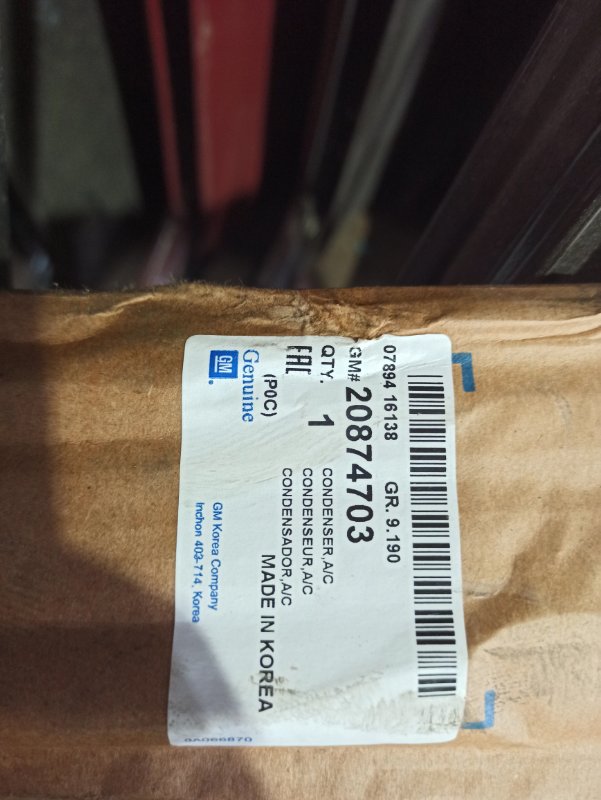 07894 16138 GR. 9.190
GM# 20874703
QTY. 1 CONDENSER,A/C
CONDENSEUR,A/C
CONDENSADOR,A/C
EAC
(P0C) MADE IN KOREA
Genuine
GM
GM Korea Company
Inchon 403-714, Korea